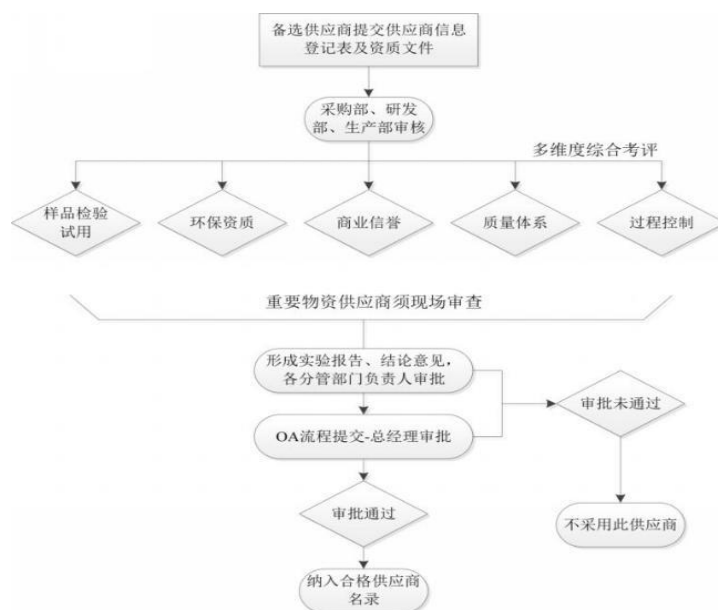 备选供应商提交供应商信息
登记表及资质文件
采购部、研发
部、生产部审核
多维度综合考评
样品检验
试用
环保资质
商业信誉
质量体系
过程控制
重要物资供应商须现场审查
形成实验报告、结论意见，
各分管部门负责人审批
审批未通过
OA流程提交-总经理审批
审批通过
不采用此供应商
纳入合格供应商
名录